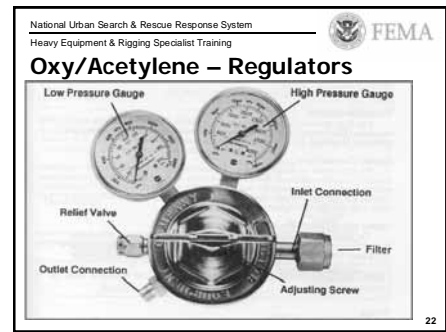 National Urban Search & Rescue Response System
FEMA
Heavy Equipment & Rigging Specialist Training
Oxy/Acetylene – Regulators
Low Pressure Gauge
High Pressure Gauge
Inlet Connection
Relief Valve
Filter
Outlet Connection
Adjusting Screw
22